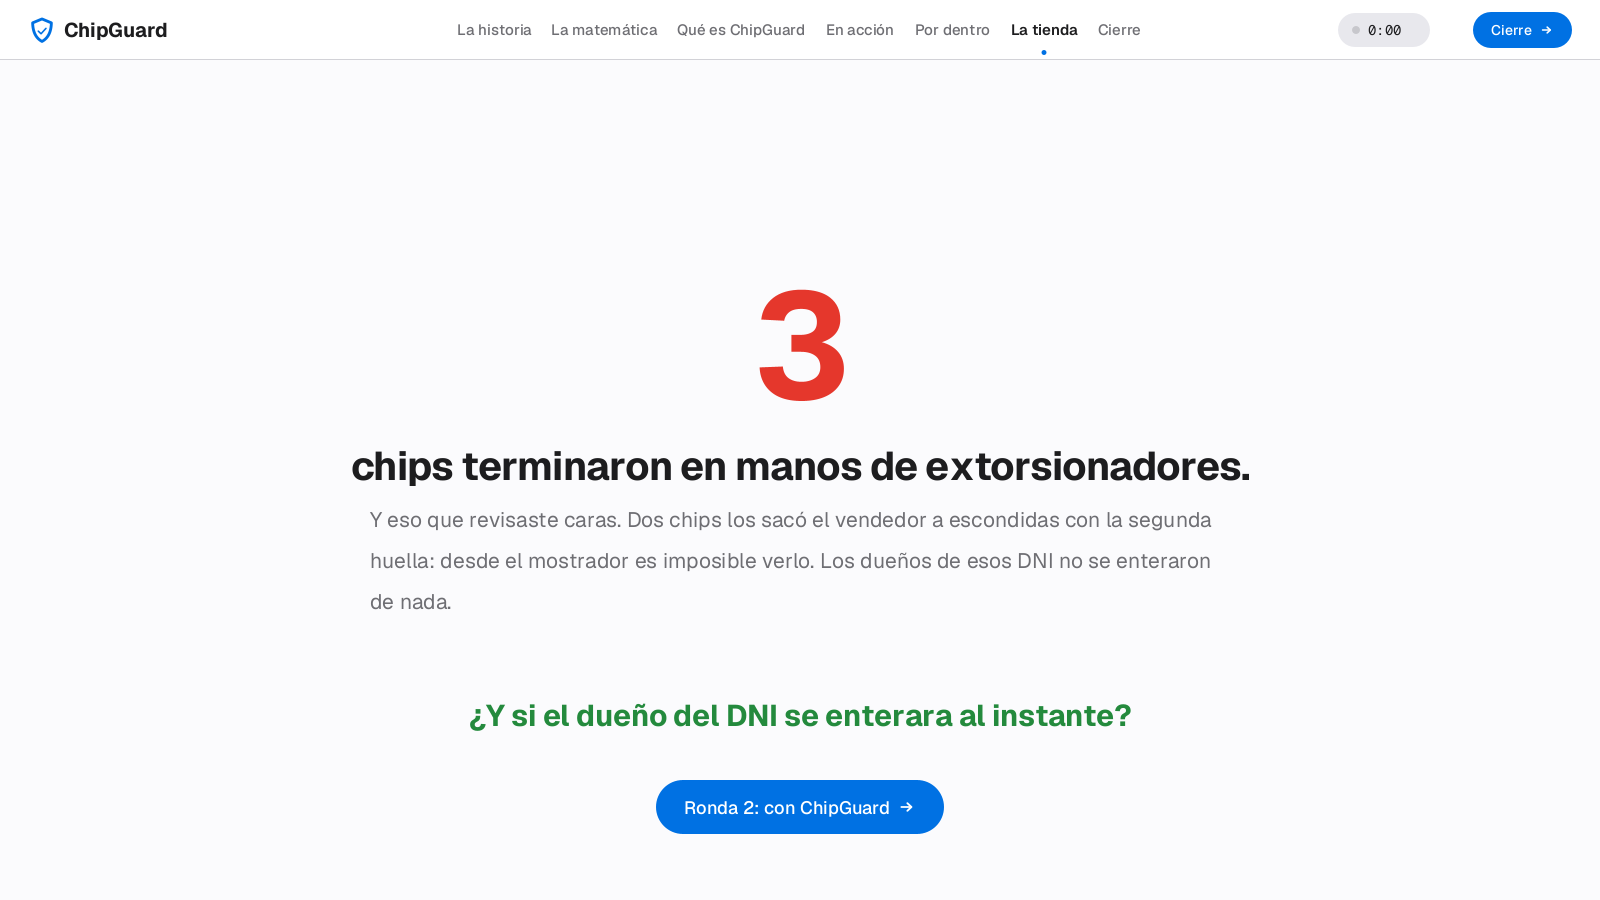 ChipGuard
La historia
La matemática
Qué es ChipGuard
En acción
Por dentro
La tienda
Cierre
0:00
Cierre →
3
chips terminaron en manos de extorsionadores.
Y eso que revisaste caras. Dos chips los sacó el vendedor a escondidas con la segunda
huella: desde el mostrador es imposible verlo. Los dueños de esos DNI no se enteraron
de nada.
¿Y si el dueño del DNI se enterara al instante?
Ronda 2: con ChipGuard →